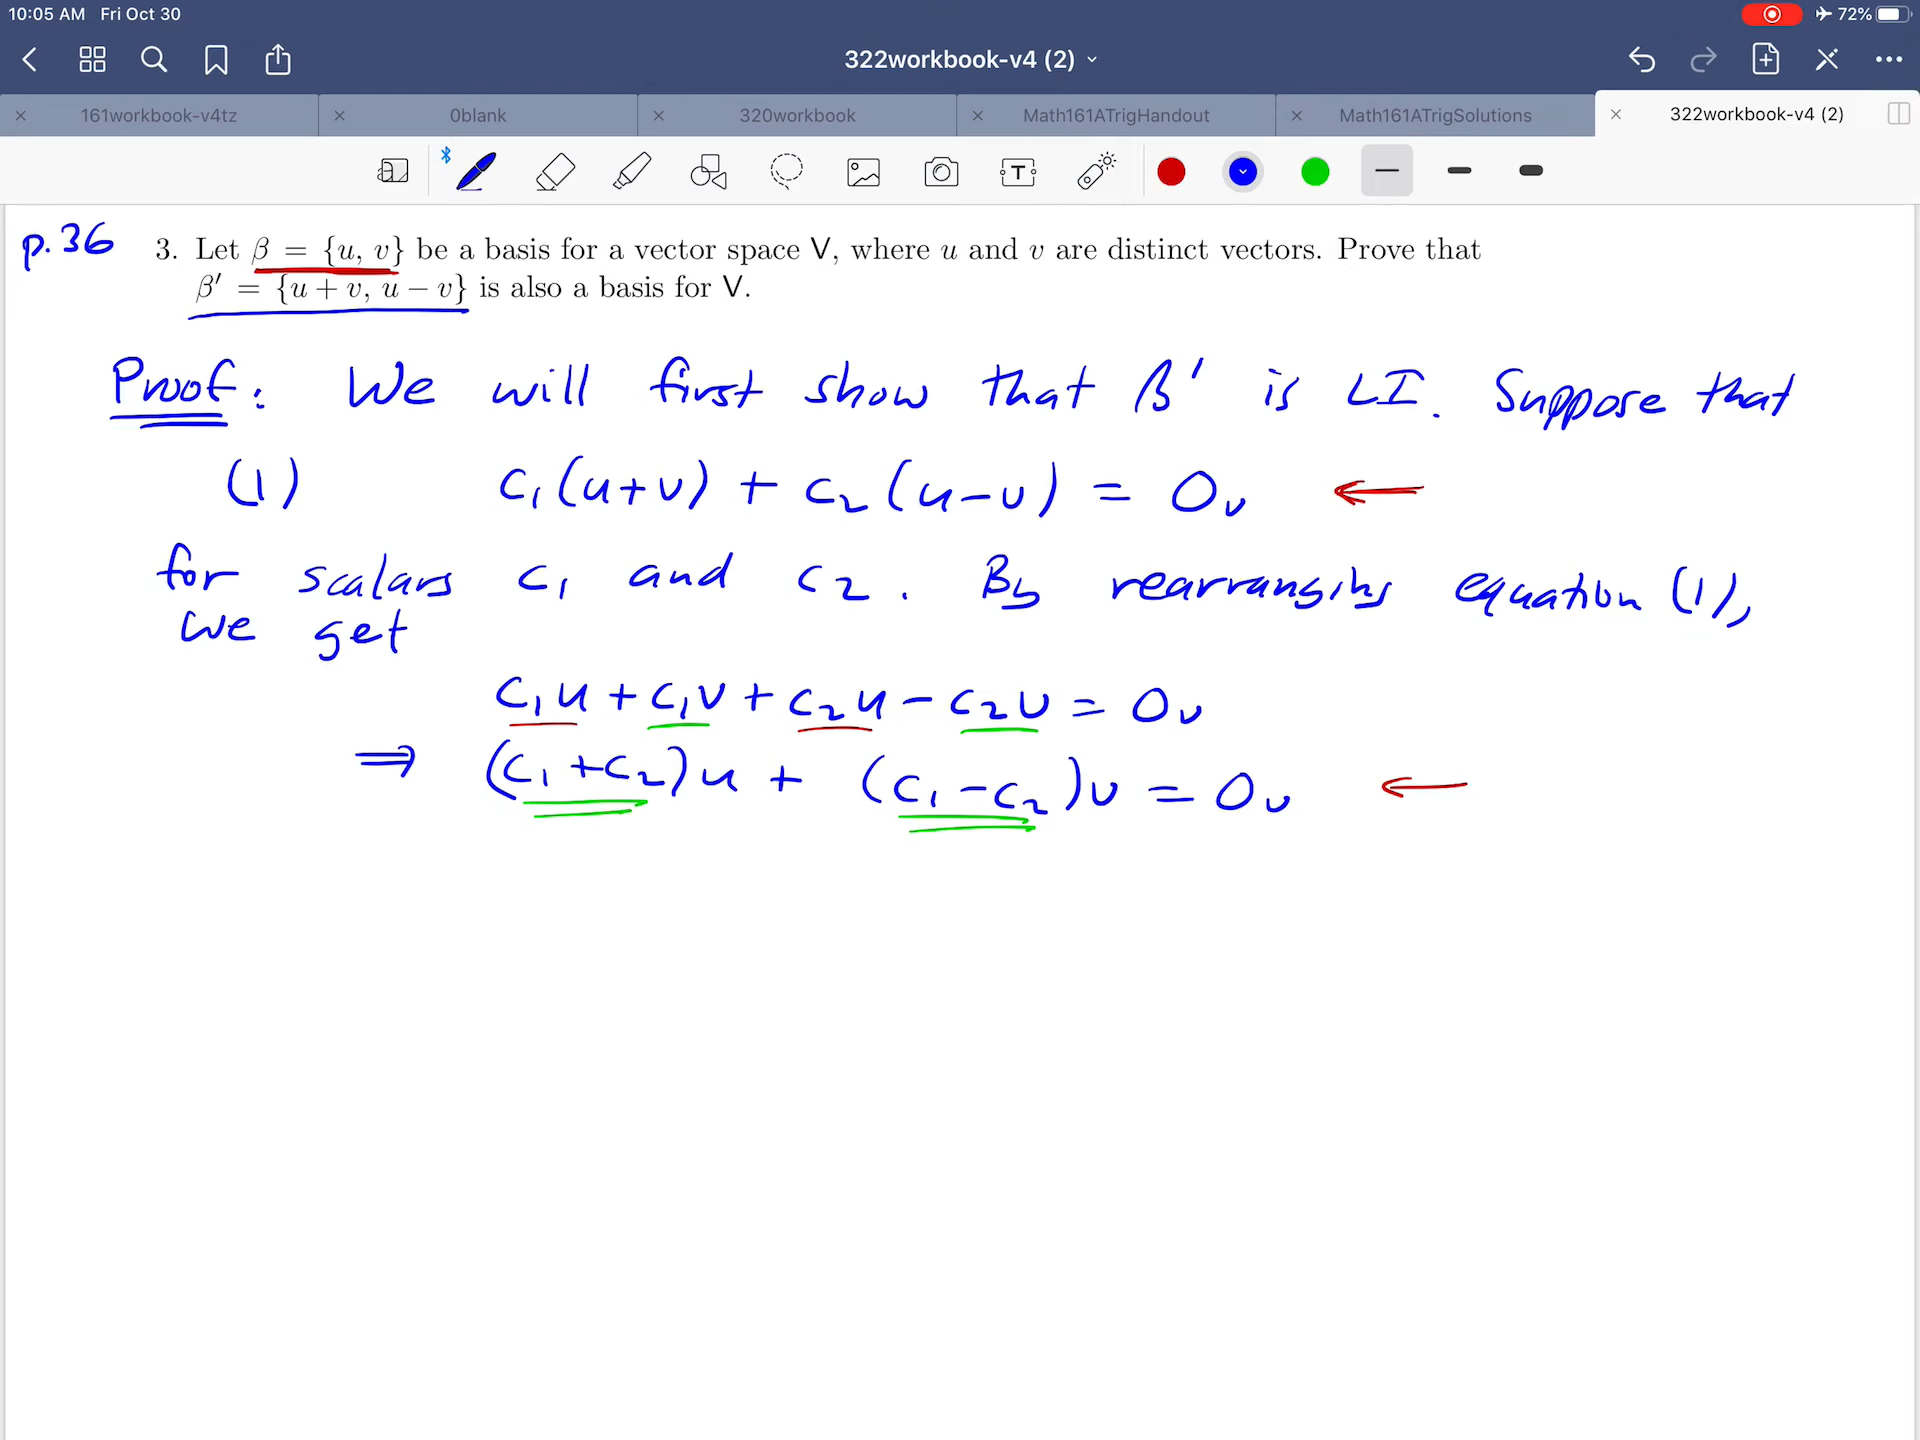 10:05 AM Fri Oct 30 72%
322workbook-v4 (2)
161workbook-v4tz 0blank 320workbook Math161ATrigHandout Math161ATrigSolutions 322workbook-v4 (2)
p.36 3. Let β = {u, v} be a basis for a vector space V, where u and v are distinct vectors. Prove that
β′ = {u + v, u − v} is also a basis for V.
Proof: We will first show that β′ is LI. Suppose that
(1) c₁(u+v) + c₂(u−v) = 0ᵥ ←
for scalars c₁ and c₂. By rearranging equation (1),
we get
c₁u + c₁v + c₂u − c₂v = 0ᵥ
⇒ (c₁+c₂)u + (c₁−c₂)v = 0ᵥ ←